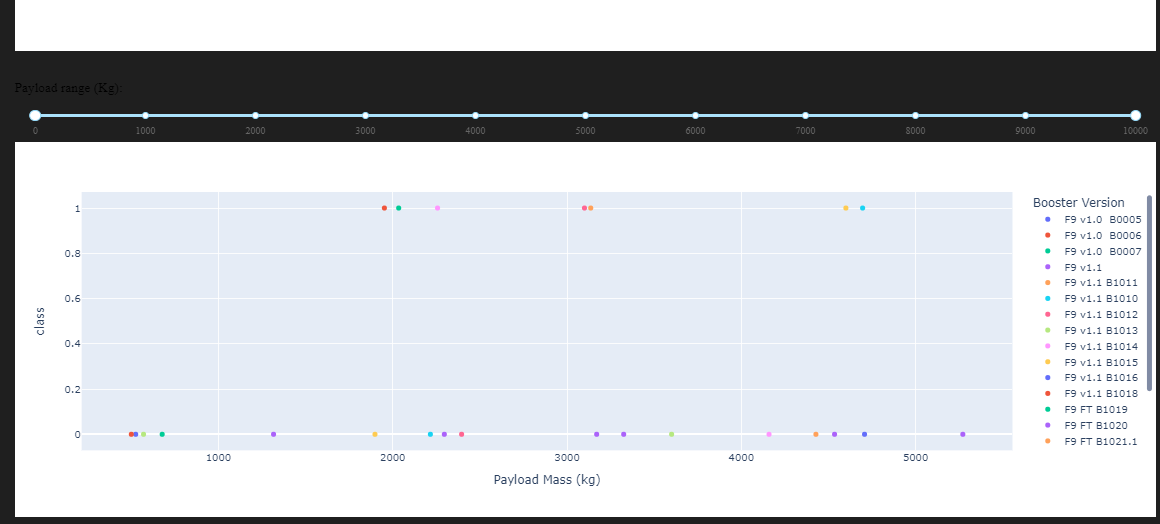 Payload range (Kg):
0 1000 2000 3000 4000 5000 6000 7000 8000 9000 10000
Booster Version
F9 v1.0  B0005
F9 v1.0  B0006
F9 v1.0  B0007
F9 v1.1
F9 v1.1 B1011
F9 v1.1 B1010
F9 v1.1 B1012
F9 v1.1 B1013
F9 v1.1 B1014
F9 v1.1 B1015
F9 v1.1 B1016
F9 v1.1 B1018
F9 FT B1019
F9 FT B1020
F9 FT B1021.1
class
1
0.8
0.6
0.4
0.2
0
1000 2000 3000 4000 5000
Payload Mass (kg)